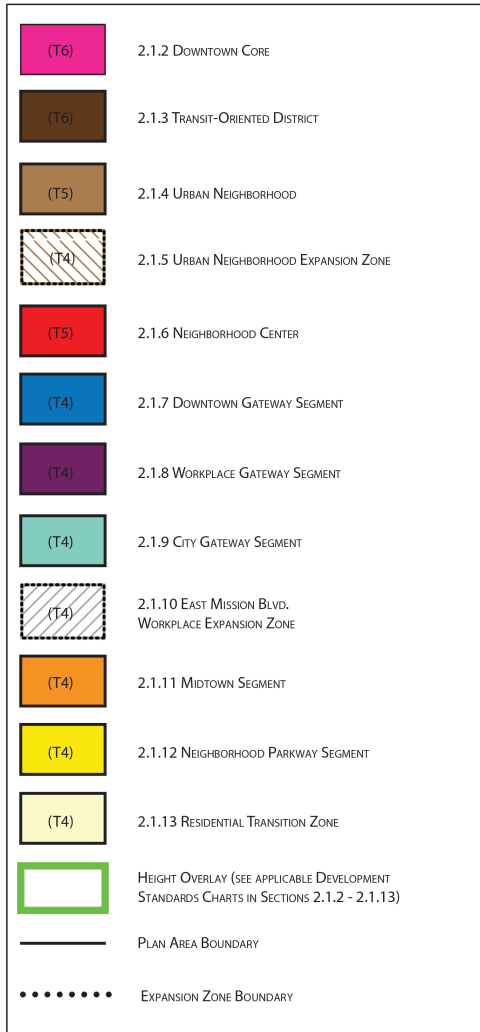 (T6) 2.1.2 Downtown Core
(T6) 2.1.3 Transit-Oriented District
(T5) 2.1.4 Urban Neighborhood
(T4) 2.1.5 Urban Neighborhood Expansion Zone
(T5) 2.1.6 Neighborhood Center
(T4) 2.1.7 Downtown Gateway Segment
(T4) 2.1.8 Workplace Gateway Segment
(T4) 2.1.9 City Gateway Segment
(T4) 2.1.10 East Mission Blvd.
Workplace Expansion Zone
(T4) 2.1.11 Midtown Segment
(T4) 2.1.12 Neighborhood Parkway Segment
(T4) 2.1.13 Residential Transition Zone
Height Overlay (see applicable Development
Standards Charts in Sections 2.1.2 - 2.1.13)
Plan Area Boundary
Expansion Zone Boundary